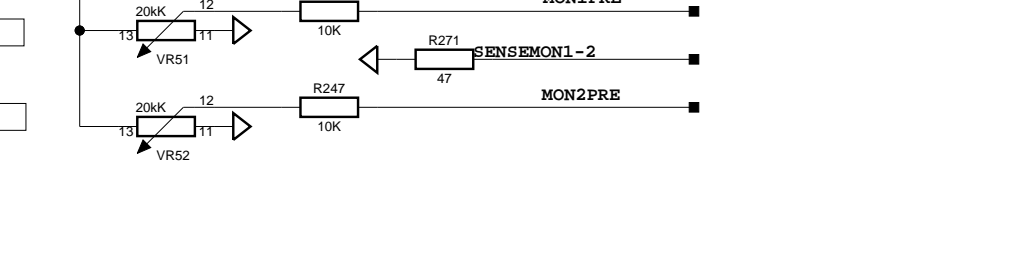 MON1PRE
20kK
12
13
11
10K
VR51
R271
SENSEMON1-2
47
R247
20kK
12
MON2PRE
13
11
10K
VR52